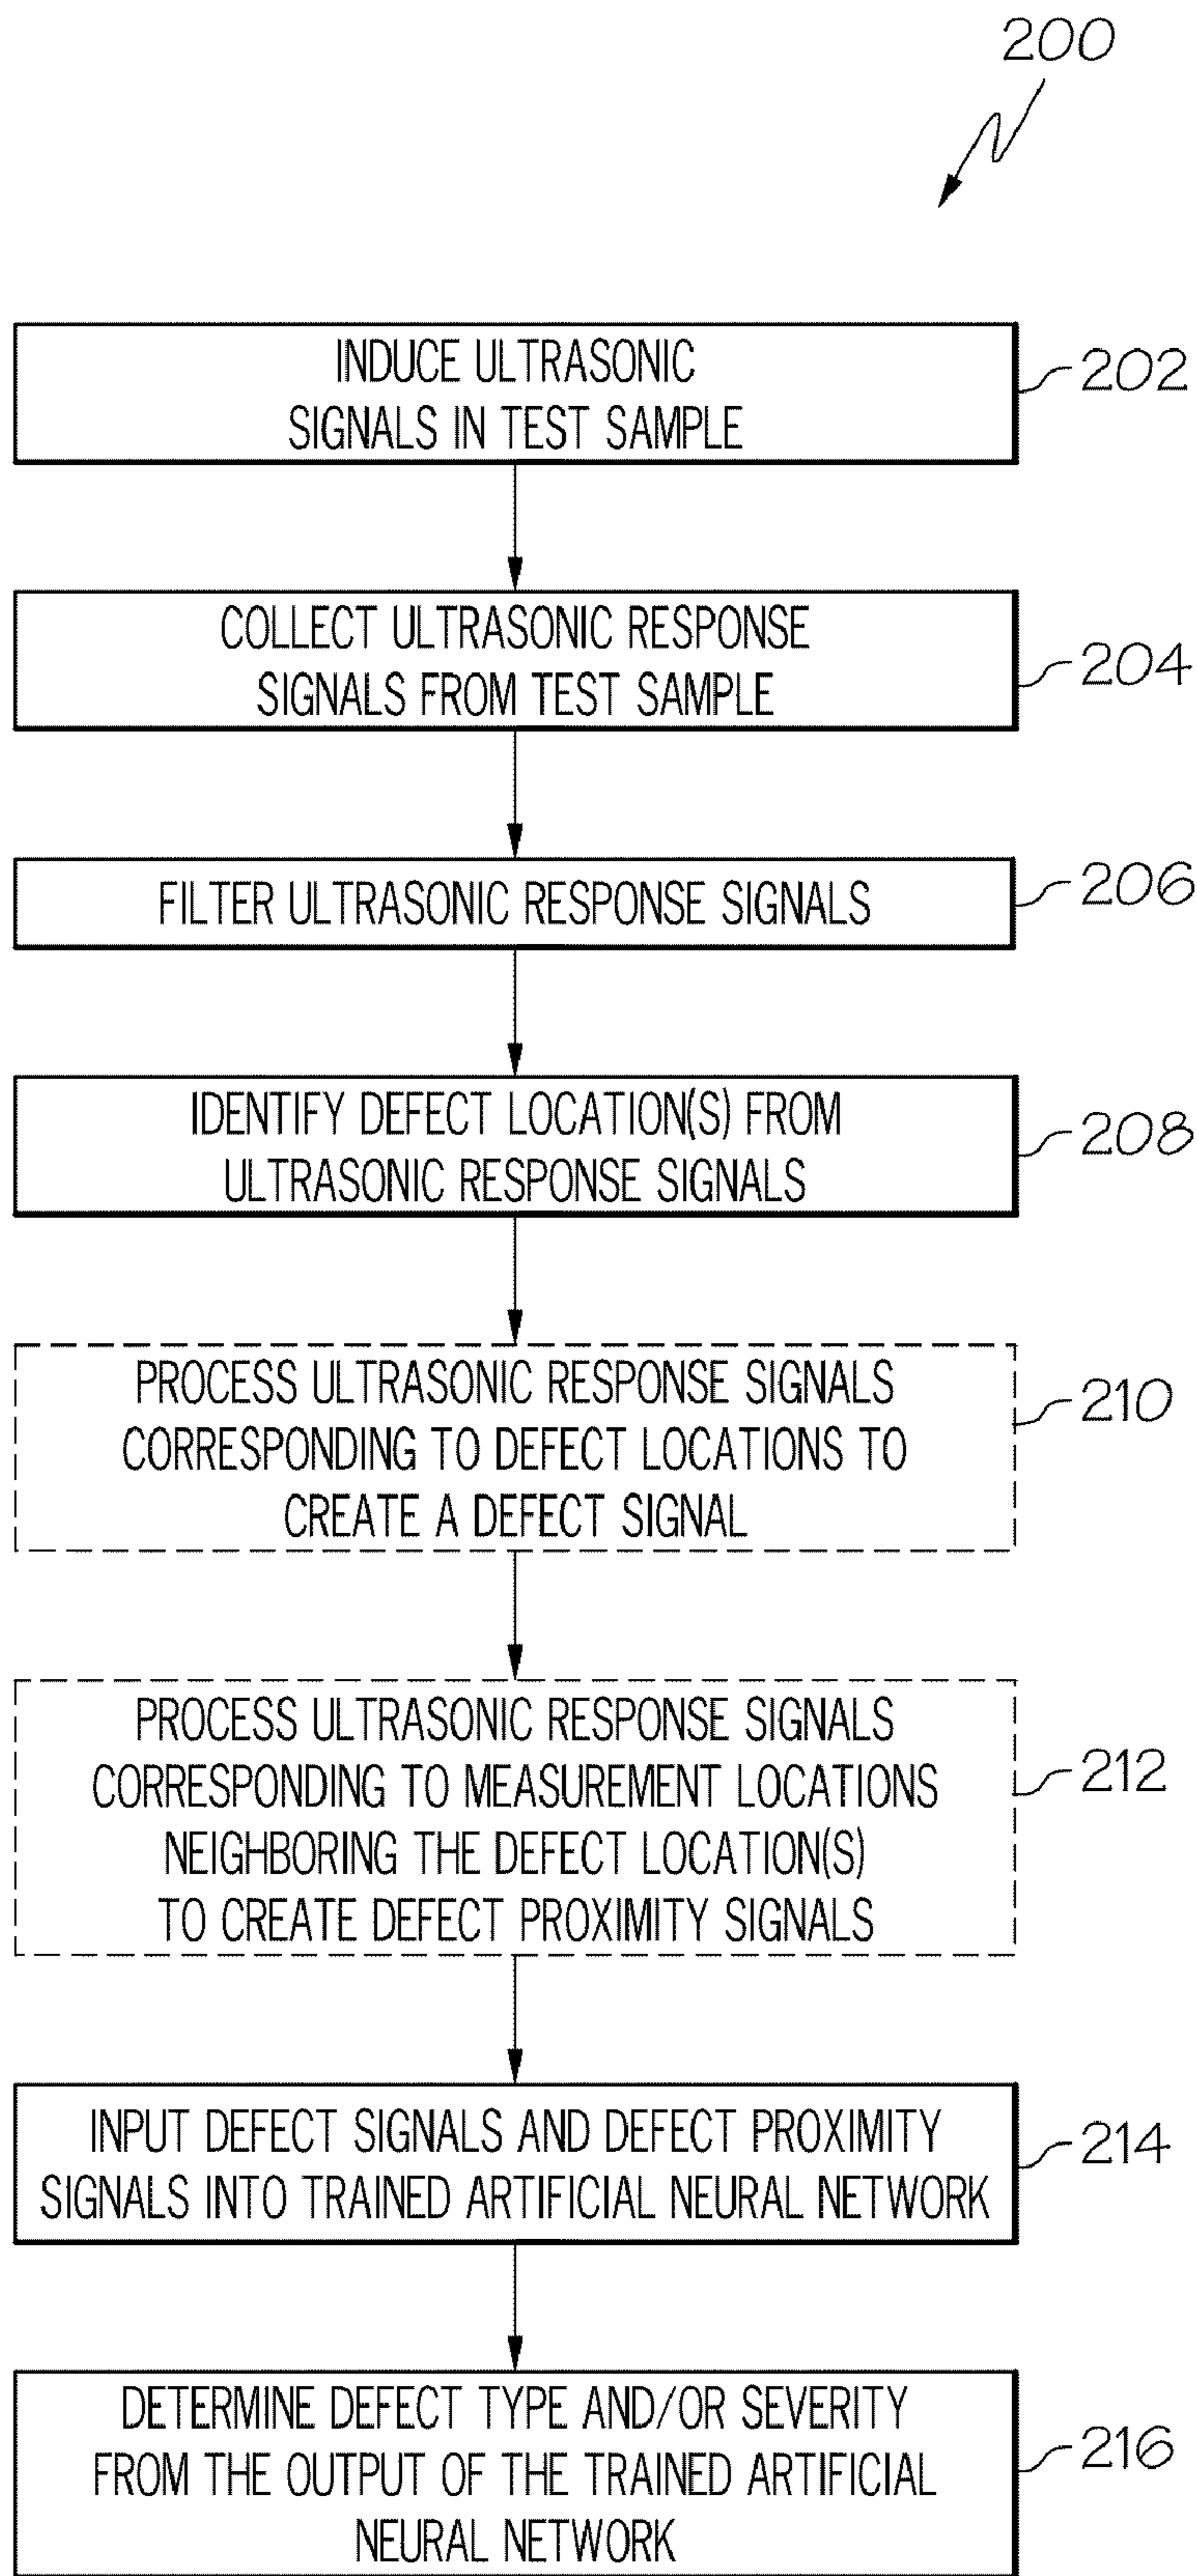 200
INDUCE ULTRASONIC
SIGNALS IN TEST SAMPLE
202
COLLECT ULTRASONIC RESPONSE
SIGNALS FROM TEST SAMPLE
204
FILTER ULTRASONIC RESPONSE SIGNALS
206
IDENTIFY DEFECT LOCATION(S) FROM
ULTRASONIC RESPONSE SIGNALS
208
PROCESS ULTRASONIC RESPONSE SIGNALS
CORRESPONDING TO DEFECT LOCATIONS TO
CREATE A DEFECT SIGNAL
210
PROCESS ULTRASONIC RESPONSE SIGNALS
CORRESPONDING TO MEASUREMENT LOCATIONS
NEIGHBORING THE DEFECT LOCATION(S)
TO CREATE DEFECT PROXIMITY SIGNALS
212
INPUT DEFECT SIGNALS AND DEFECT PROXIMITY
SIGNALS INTO TRAINED ARTIFICIAL NEURAL NETWORK
214
DETERMINE DEFECT TYPE AND/OR SEVERITY
FROM THE OUTPUT OF THE TRAINED ARTIFICIAL
NEURAL NETWORK
216